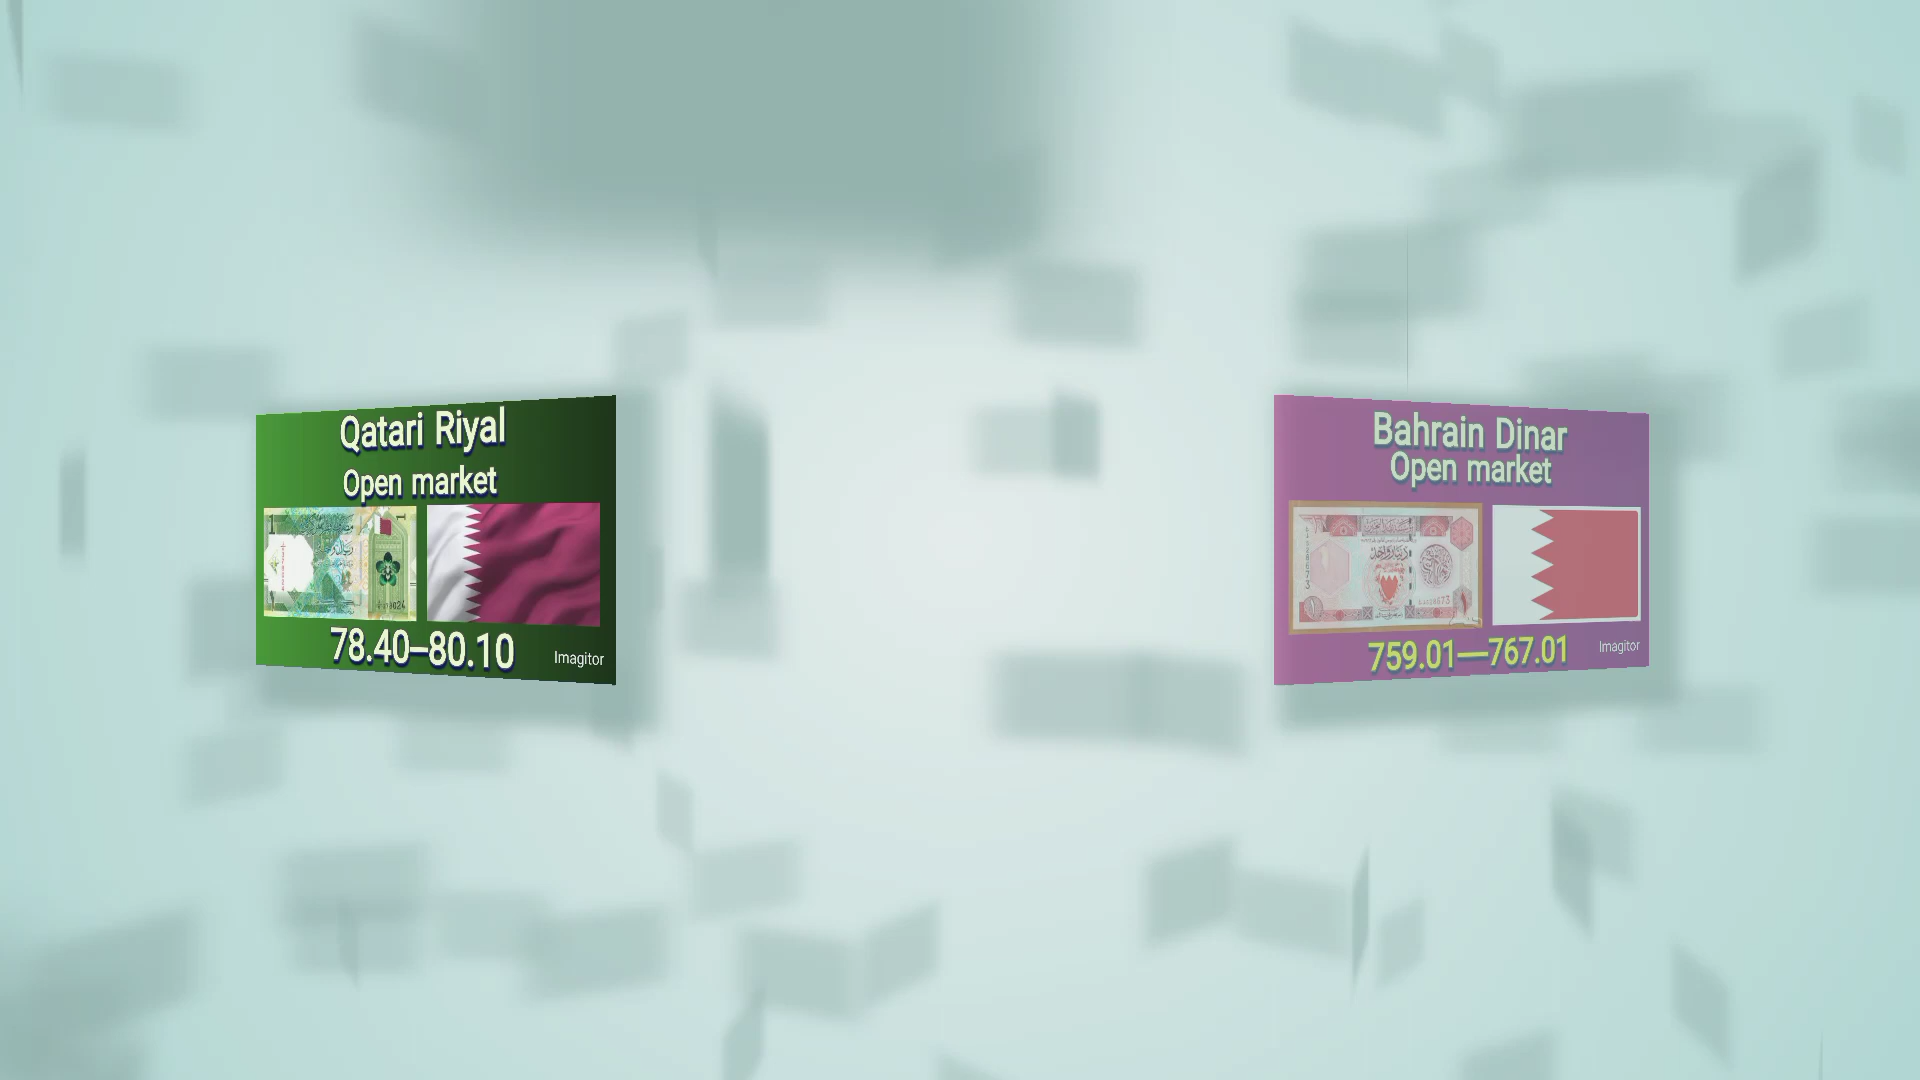 Qatari Riyal
Open market
78.40–80.10
Imagitor
Bahrain Dinar
Open market
759.01—767.01
Imagitor